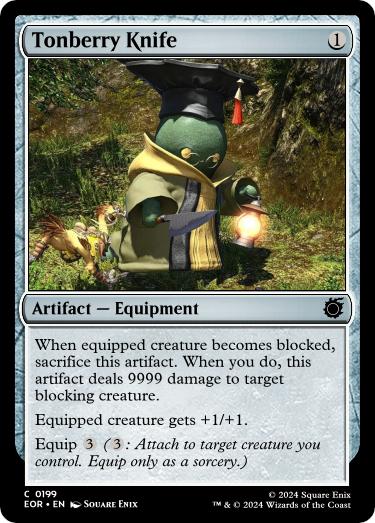 Tonberry Knife 1
Artifact — Equipment
When equipped creature becomes blocked,
sacrifice this artifact. When you do, this
artifact deals 9999 damage to target
blocking creature.
Equipped creature gets +1/+1.
Equip 3 (3: Attach to target creature you
control. Equip only as a sorcery.)
C 0199
EOR • EN Square Enix
© 2024 Square Enix
™ & © 2024 Wizards of the Coast